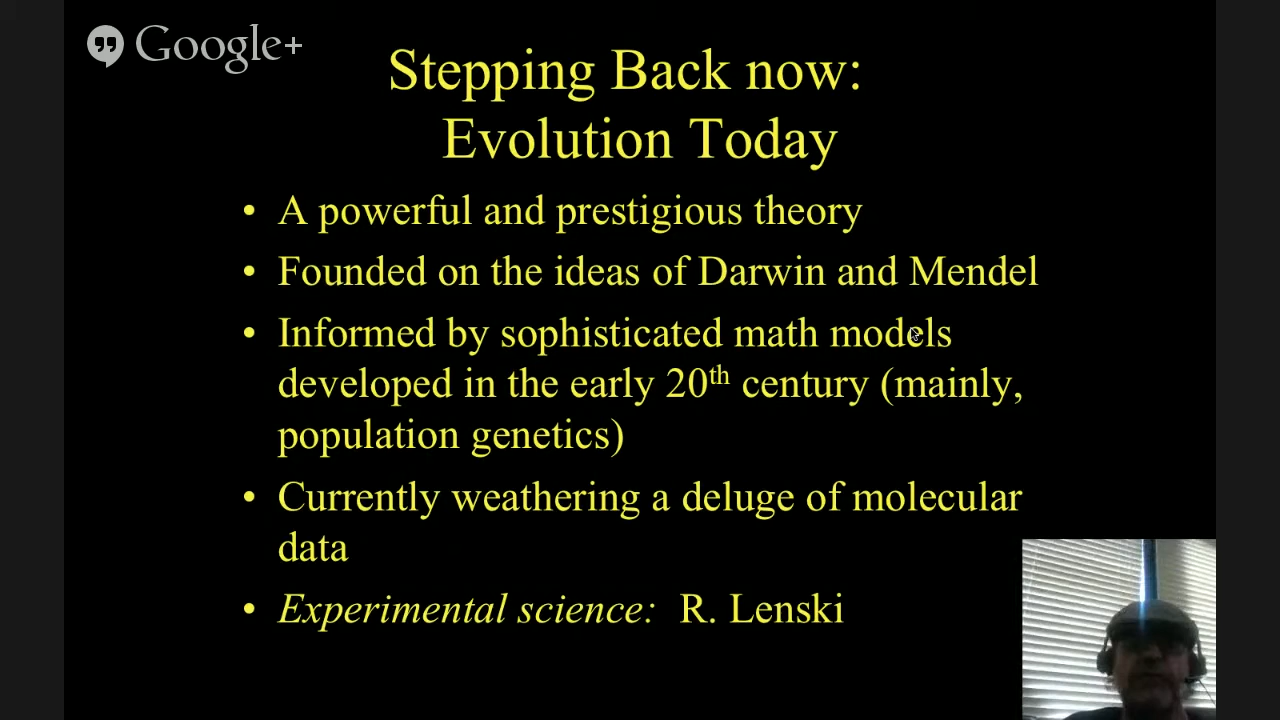 Google+
Stepping Back now:
Evolution Today
• A powerful and prestigious theory
• Founded on the ideas of Darwin and Mendel
• Informed by sophisticated math models
developed in the early 20th century (mainly,
population genetics)
• Currently weathering a deluge of molecular
data
• Experimental science: R. Lenski